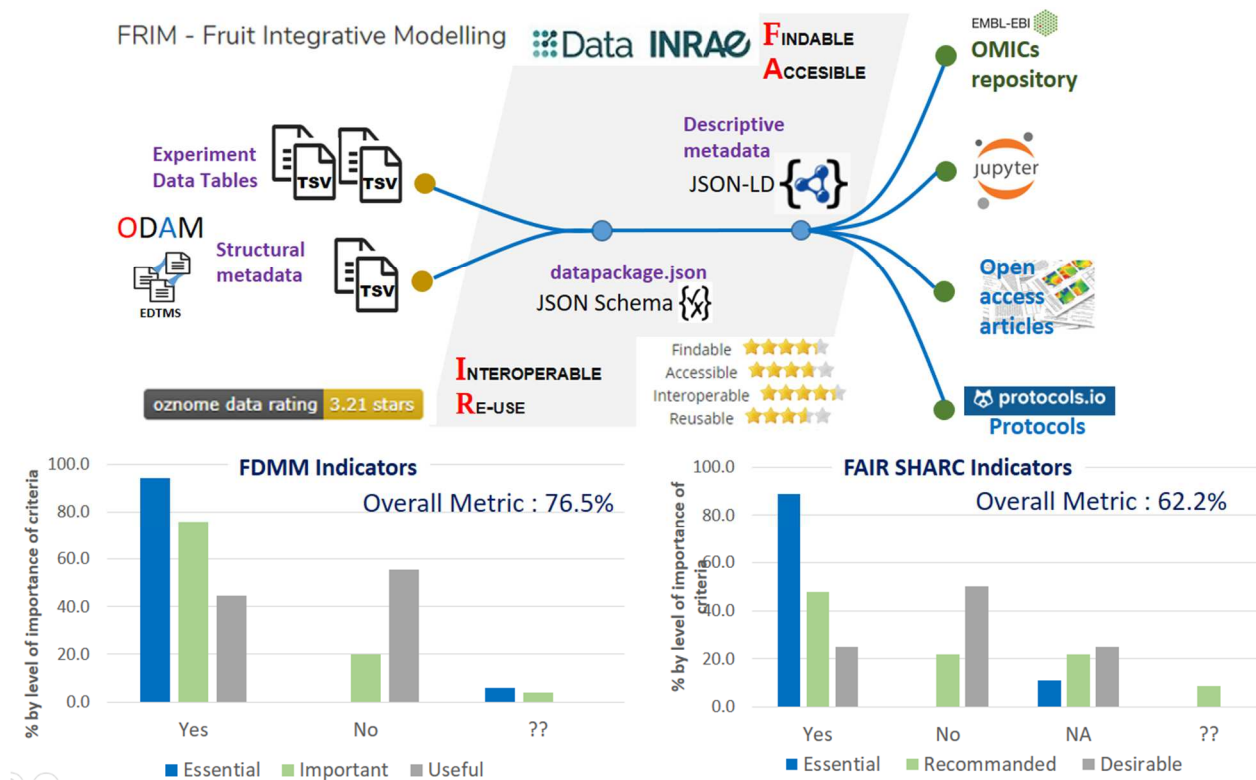 FRIM - Fruit Integrative Modelling
Data INRAE
FINDABLE
ACCESIBLE
EMBL-EBI
OMICs
repository
Experiment
Data Tables
TSV
TSV
Descriptive
metadata
JSON-LD
jupyter
ODAM
EDTMS
Structural
metadata
TSV
datapackage.json
JSON Schema
Open
access
articles
INTEROPERABLE
RE-USE
Findable
Accessible
Interoperable
Reusable
oznome data rating 3.21 stars
protocols.io
Protocols
FDMM Indicators
Overall Metric : 76.5%
% by level of importance of criteria
100.0
80.0
60.0
40.0
20.0
0.0
Yes No ??
Essential Important Useful
FAIR SHARC Indicators
Overall Metric : 62.2%
% by level of importance of
criteria
100.0
80.0
60.0
40.0
20.0
0.0
Yes No NA ??
Essential Recommanded Desirable